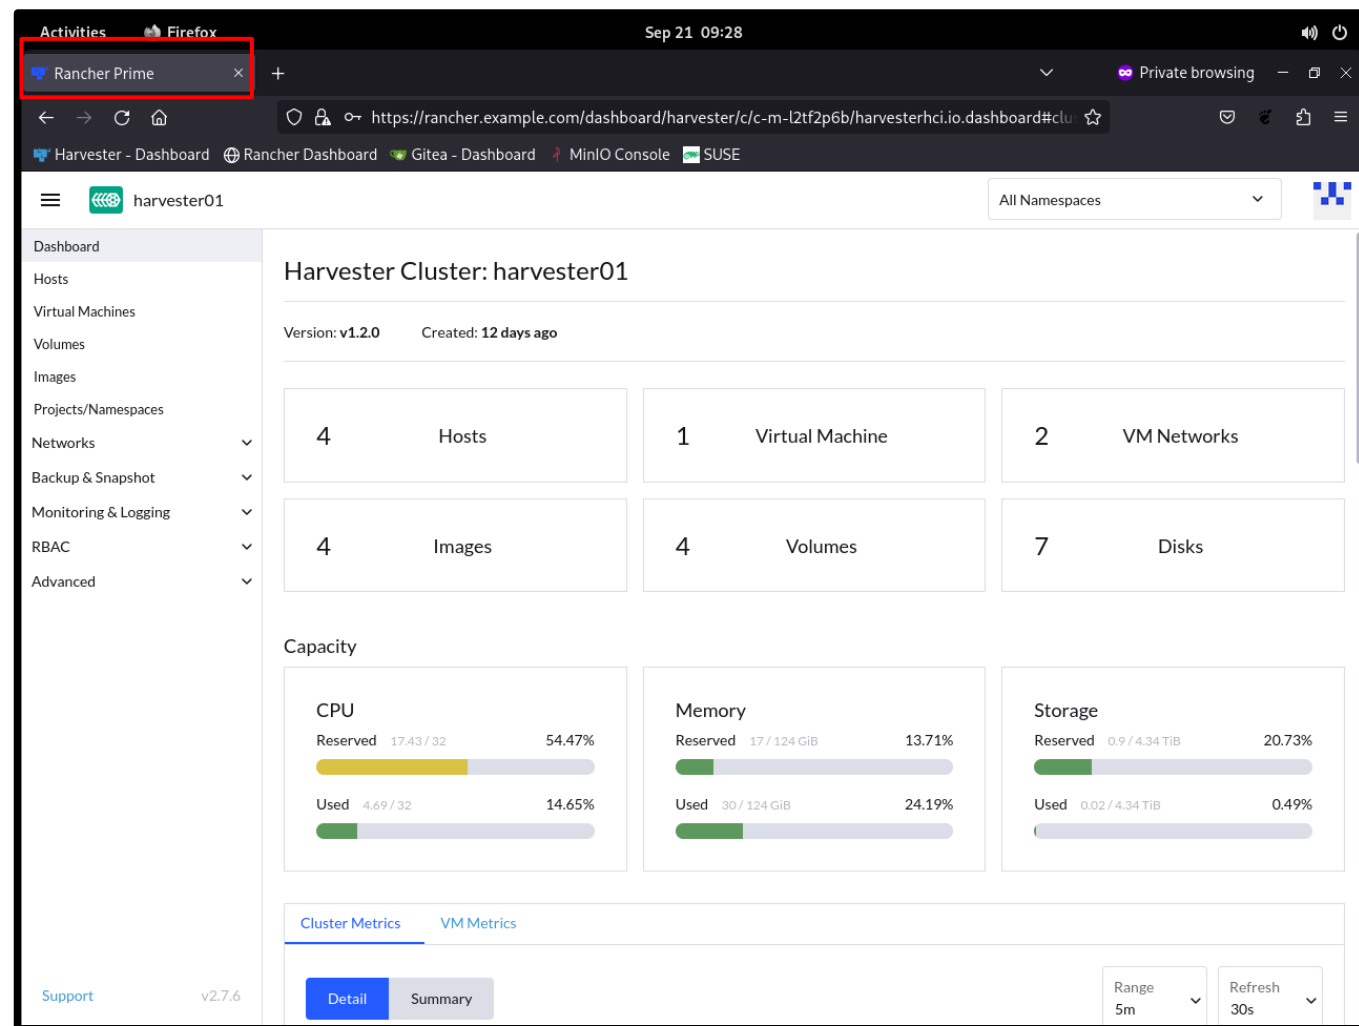 Activities Firefox Sep 21 09:28
Rancher Prime Private browsing
https://rancher.example.com/dashboard/harvester/c/c-m-l2tf2p6b/harvesterhci.io.dashboard#clu
Harvester - Dashboard Rancher Dashboard Gitea - Dashboard MinIO Console SUSE
harvester01 All Namespaces
Dashboard
Hosts
Virtual Machines
Volumes
Images
Projects/Namespaces
Networks
Backup & Snapshot
Monitoring & Logging
RBAC
Advanced
Support v2.7.6
Harvester Cluster: harvester01
Version: v1.2.0 Created: 12 days ago
4 Hosts 1 Virtual Machine 2 VM Networks
4 Images 4 Volumes 7 Disks
Capacity
CPU
Reserved 17.43 / 32 54.47%
Used 4.69 / 32 14.65%
Memory
Reserved 17 / 124 GiB 13.71%
Used 30 / 124 GiB 24.19%
Storage
Reserved 0.9 / 4.34 TiB 20.73%
Used 0.02 / 4.34 TiB 0.49%
Cluster Metrics VM Metrics
Detail Summary
Range
5m
Refresh
30s